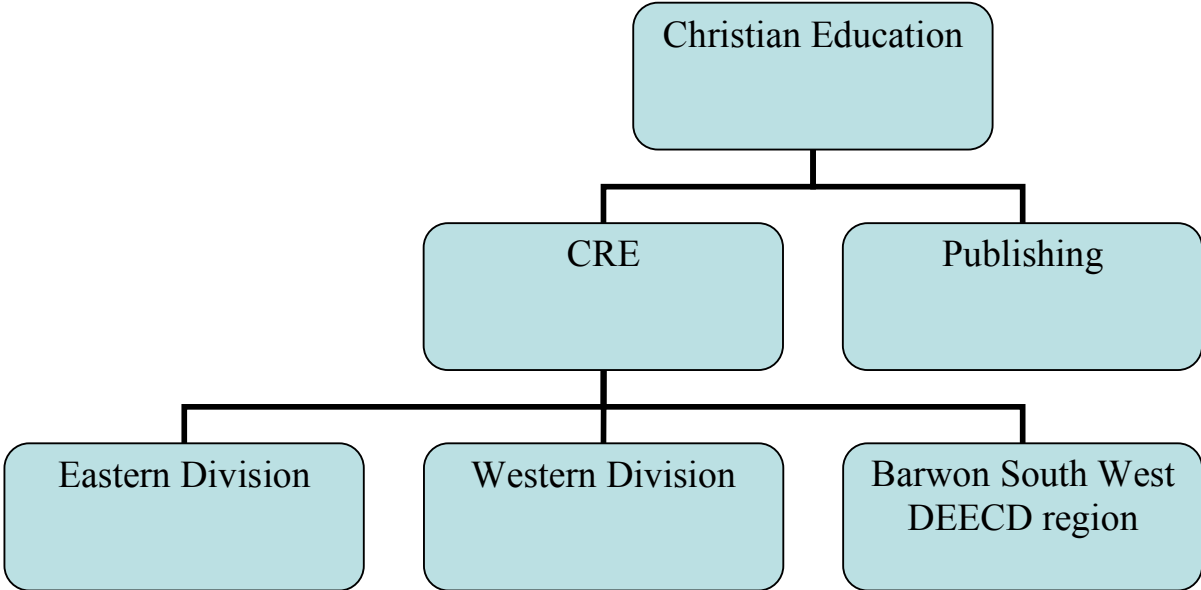 Christian Education
CRE
Publishing
Eastern Division
Western Division
Barwon South West
DEECD region